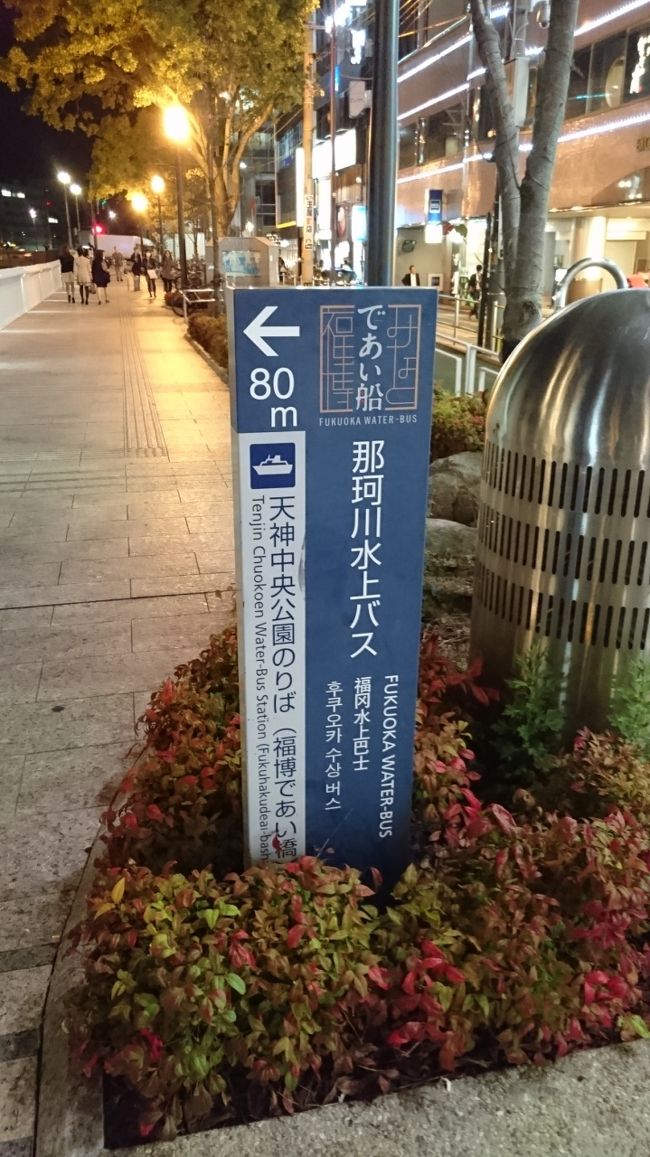 ←
80
m
みなと
であい船
福博
FUKUOKA WATER-BUS
那珂川水上バス
FUKUOKA WATER-BUS
福冈水上巴士
후쿠오카 수상 버스
天神中央公園のりば（福博であい橋
Tenjin Chuokoen Water-Bus Station (Fukuhakudeai-bash